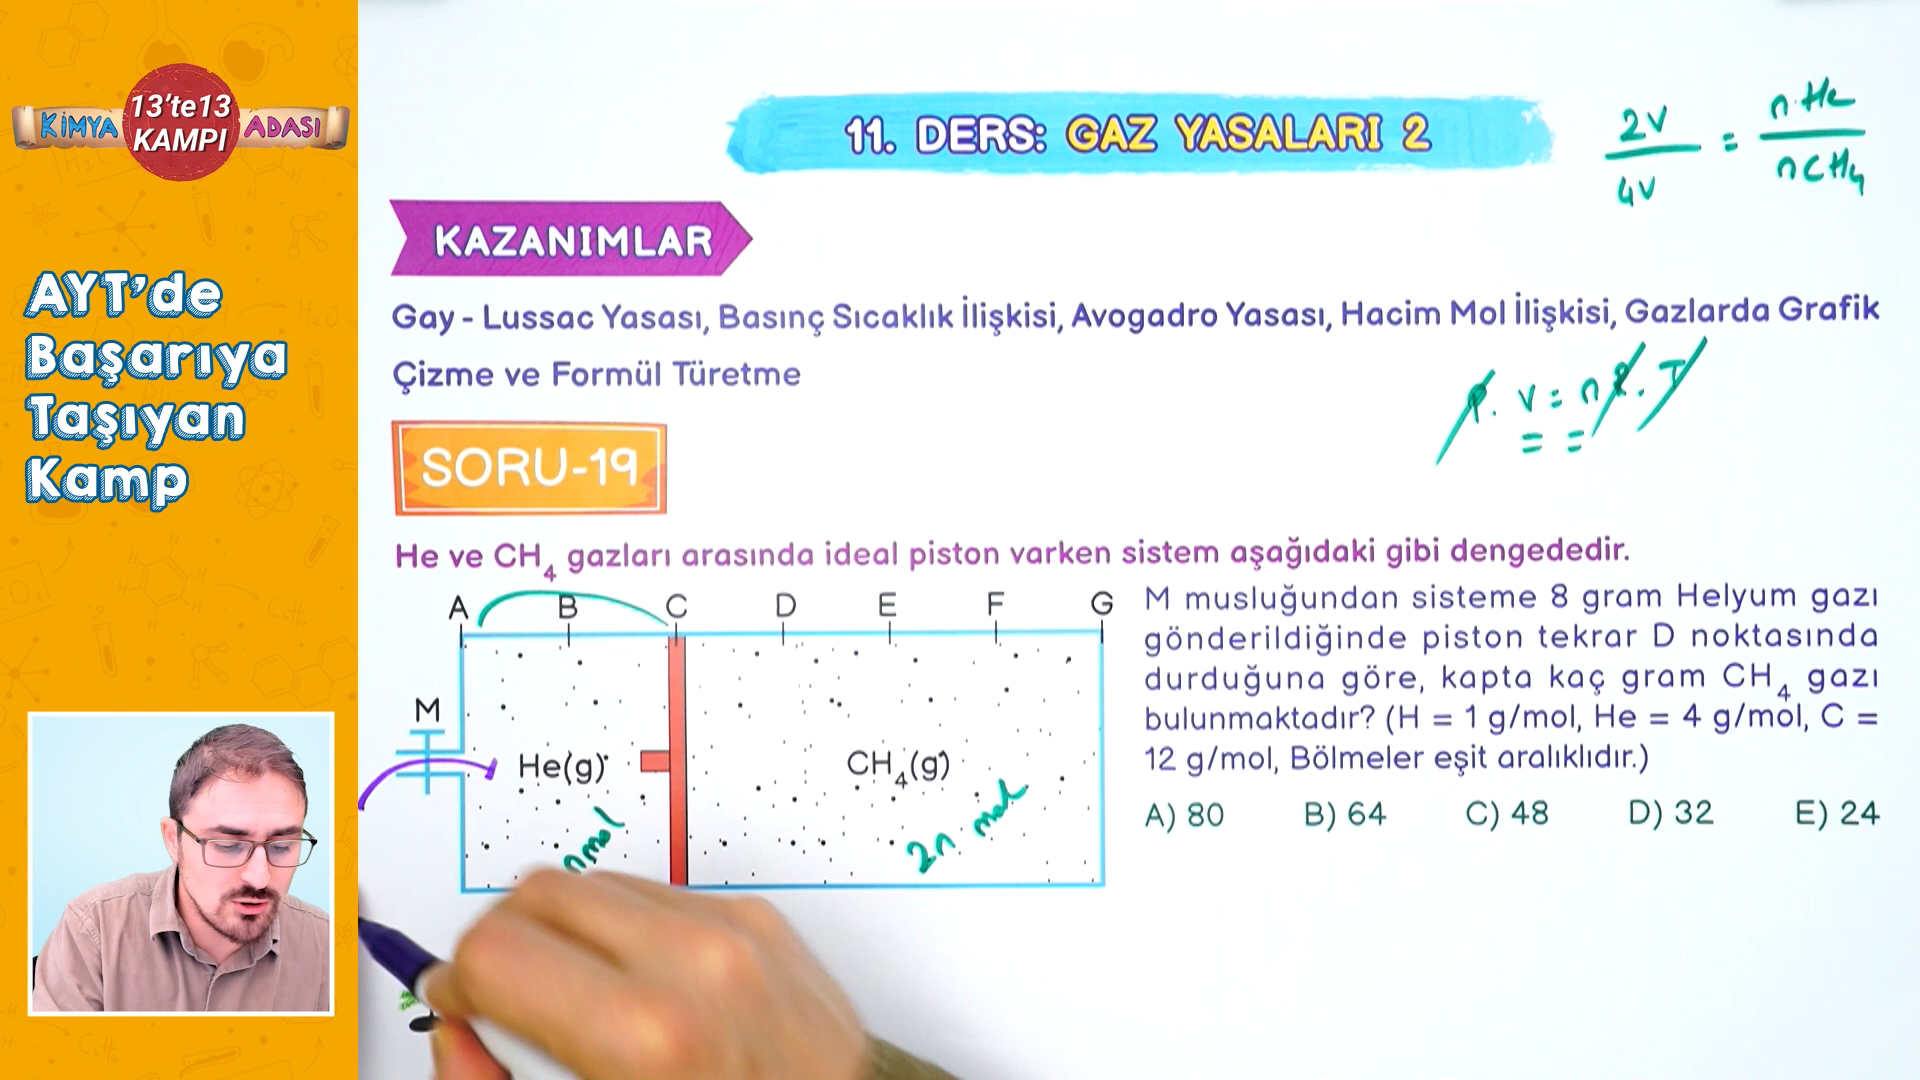 KİMYA 13'te13 KAMPI ADASI
AYT'de
Başarıya
Taşıyan
Kamp
11. DERS: GAZ YASALARI 2
2V / 4V = n He / n CH4
KAZANIMLAR
Gay - Lussac Yasası, Basınç Sıcaklık İlişkisi, Avogadro Yasası, Hacim Mol İlişkisi, Gazlarda Grafik
Çizme ve Formül Türetme
P. V = n R. T
= =
SORU-19
He ve CH4 gazları arasında ideal piston varken sistem aşağıdaki gibi dengededir.
A B C D E F G
M
He(g)
CH4(g)
n mol
2n mol
M musluğundan sisteme 8 gram Helyum gazı
gönderildiğinde piston tekrar D noktasında
durduğuna göre, kapta kaç gram CH4 gazı
bulunmaktadır? (H = 1 g/mol, He = 4 g/mol, C =
12 g/mol, Bölmeler eşit aralıklıdır.)
A) 80 B) 64 C) 48 D) 32 E) 24